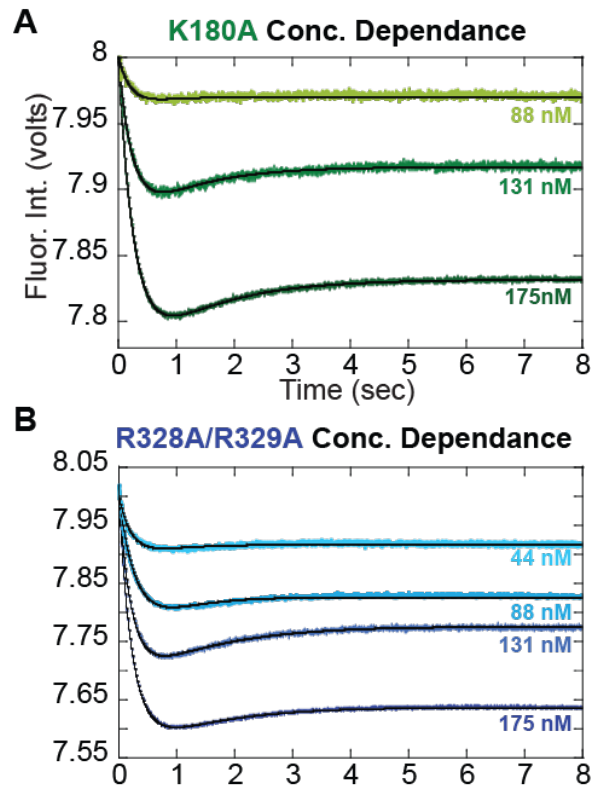 A
K180A Conc. Dependance
Fluor. Int. (volts)
8
7.95
7.9
7.85
7.8
88 nM
131 nM
175nM
0 1 2 3 4 5 6 7 8
Time (sec)
B
R328A/R329A Conc. Dependance
8.05
7.95
7.85
7.75
7.65
7.55
44 nM
88 nM
131 nM
175 nM
0 1 2 3 4 5 6 7 8